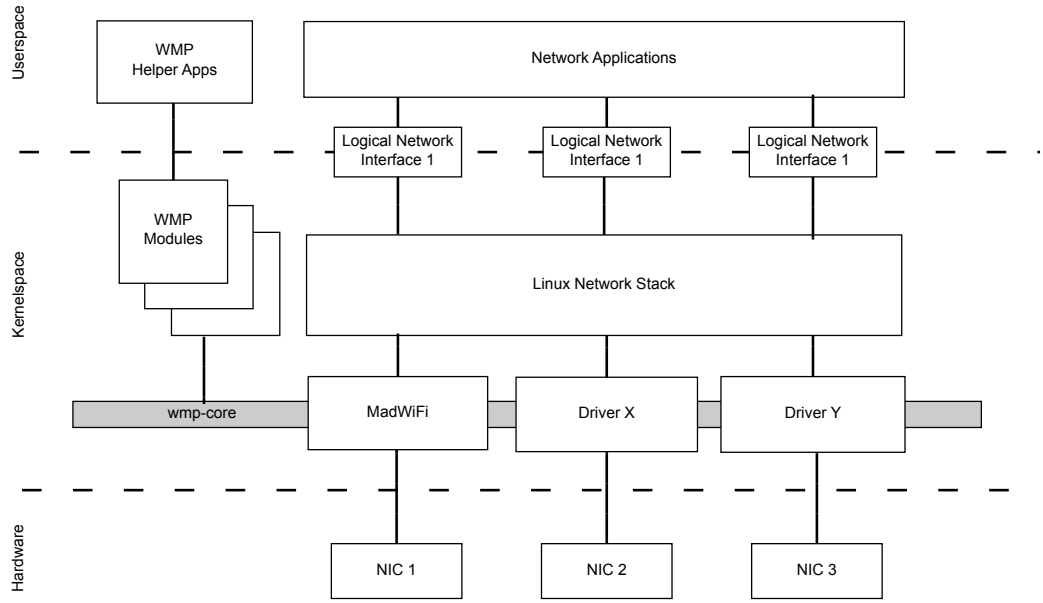 Userspace
WMP
Helper Apps
Network Applications
Logical Network
Interface 1
Logical Network
Interface 1
Logical Network
Interface 1
Kernelspace
WMP
Modules
Linux Network Stack
wmp-core
MadWiFi
Driver X
Driver Y
Hardware
NIC 1
NIC 2
NIC 3